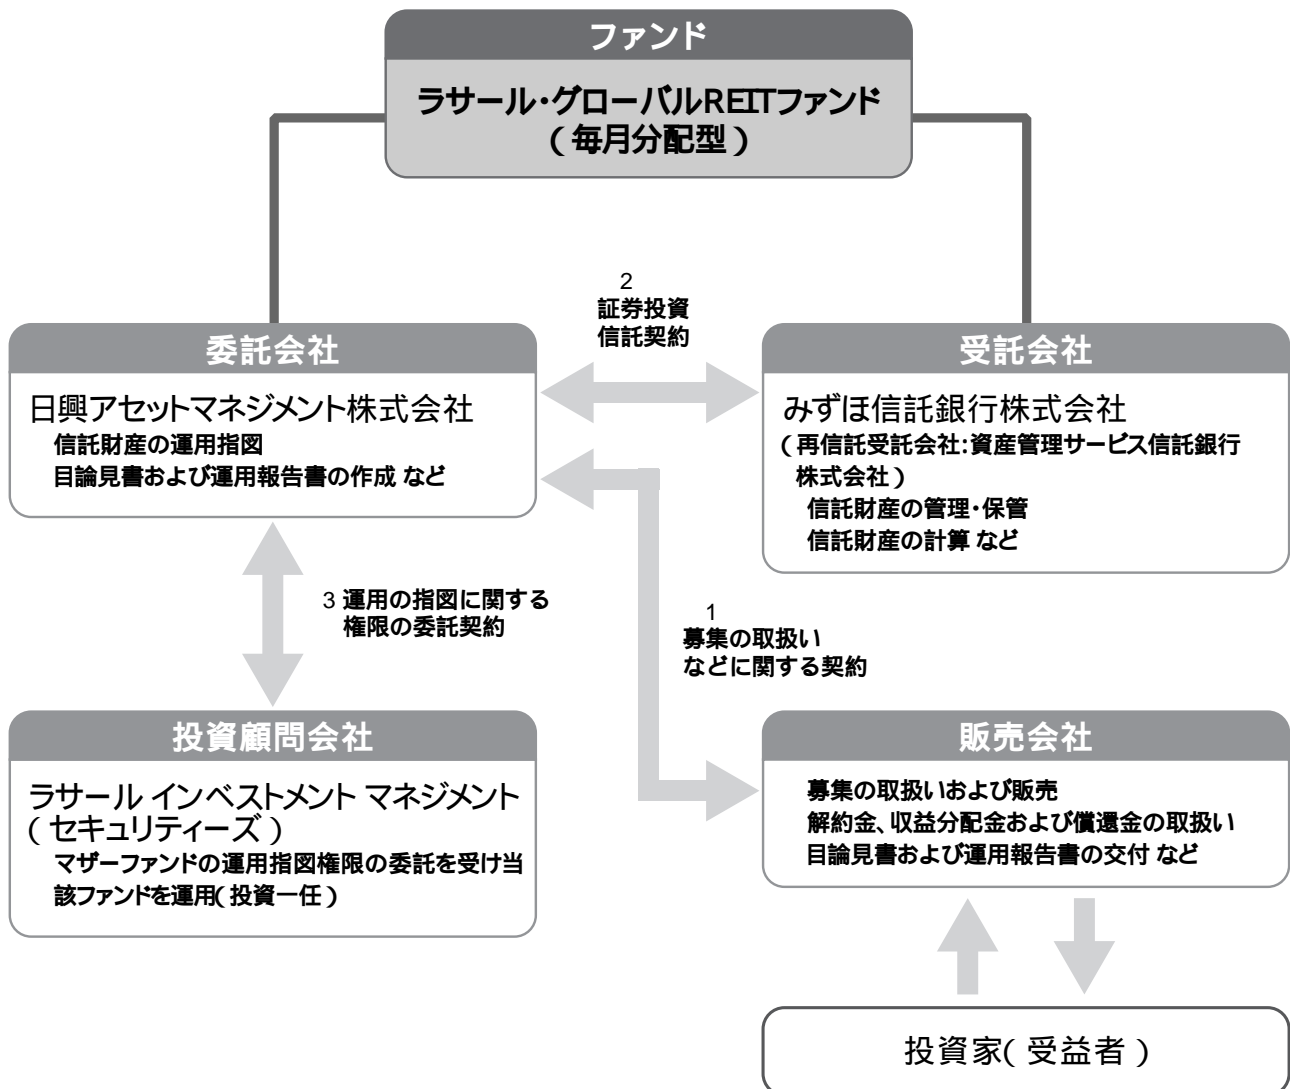 ファンド
ラサール・グローバルREITファンド
(毎月分配型)
2
証券投資
信託契約
委託会社
日興アセットマネジメント株式会社
信託財産の運用指図
目論見書および運用報告書の作成 など
受託会社
みずほ信託銀行株式会社
(再信託受託会社:資産管理サービス信託銀行
株式会社)
信託財産の管理・保管
信託財産の計算 など
3 運用の指図に関する
権限の委託契約
1
募集の取扱い
などに関する契約
投資顧問会社
ラサール インベストメント マネジメント
(セキュリティーズ)
マザーファンドの運用指図権限の委託を受け当
該ファンドを運用(投資一任)
販売会社
募集の取扱いおよび販売
解約金、収益分配金および償還金の取扱い
目論見書および運用報告書の交付 など
投資家(受益者)